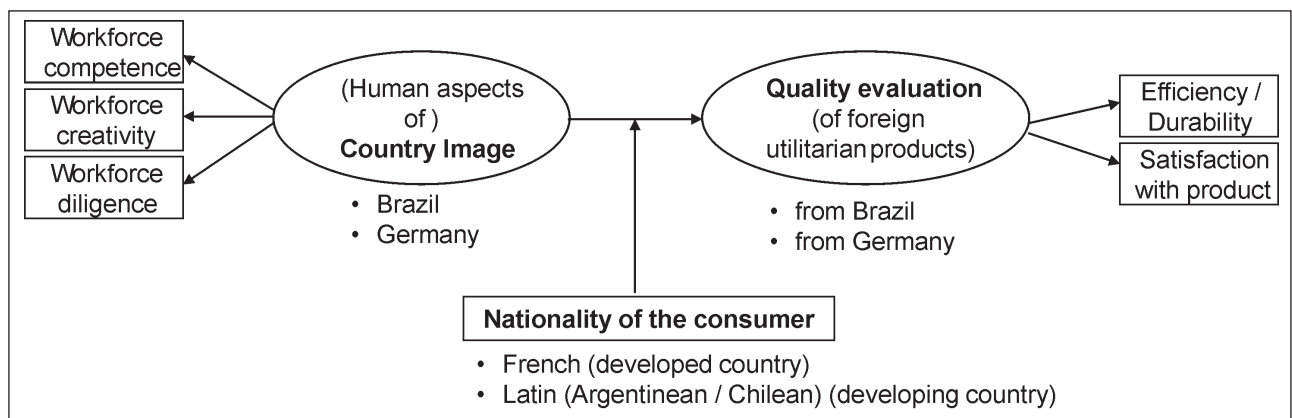 Workforce
competence
Workforce
creativity
Workforce
diligence
(Human aspects
of )
Country Image
• Brazil
• Germany
Quality evaluation
(of foreign
utilitarian products)
• from Brazil
• from Germany
Efficiency /
Durability
Satisfaction
with product
Nationality of the consumer
• French (developed country)
• Latin (Argentinean / Chilean) (developing country)